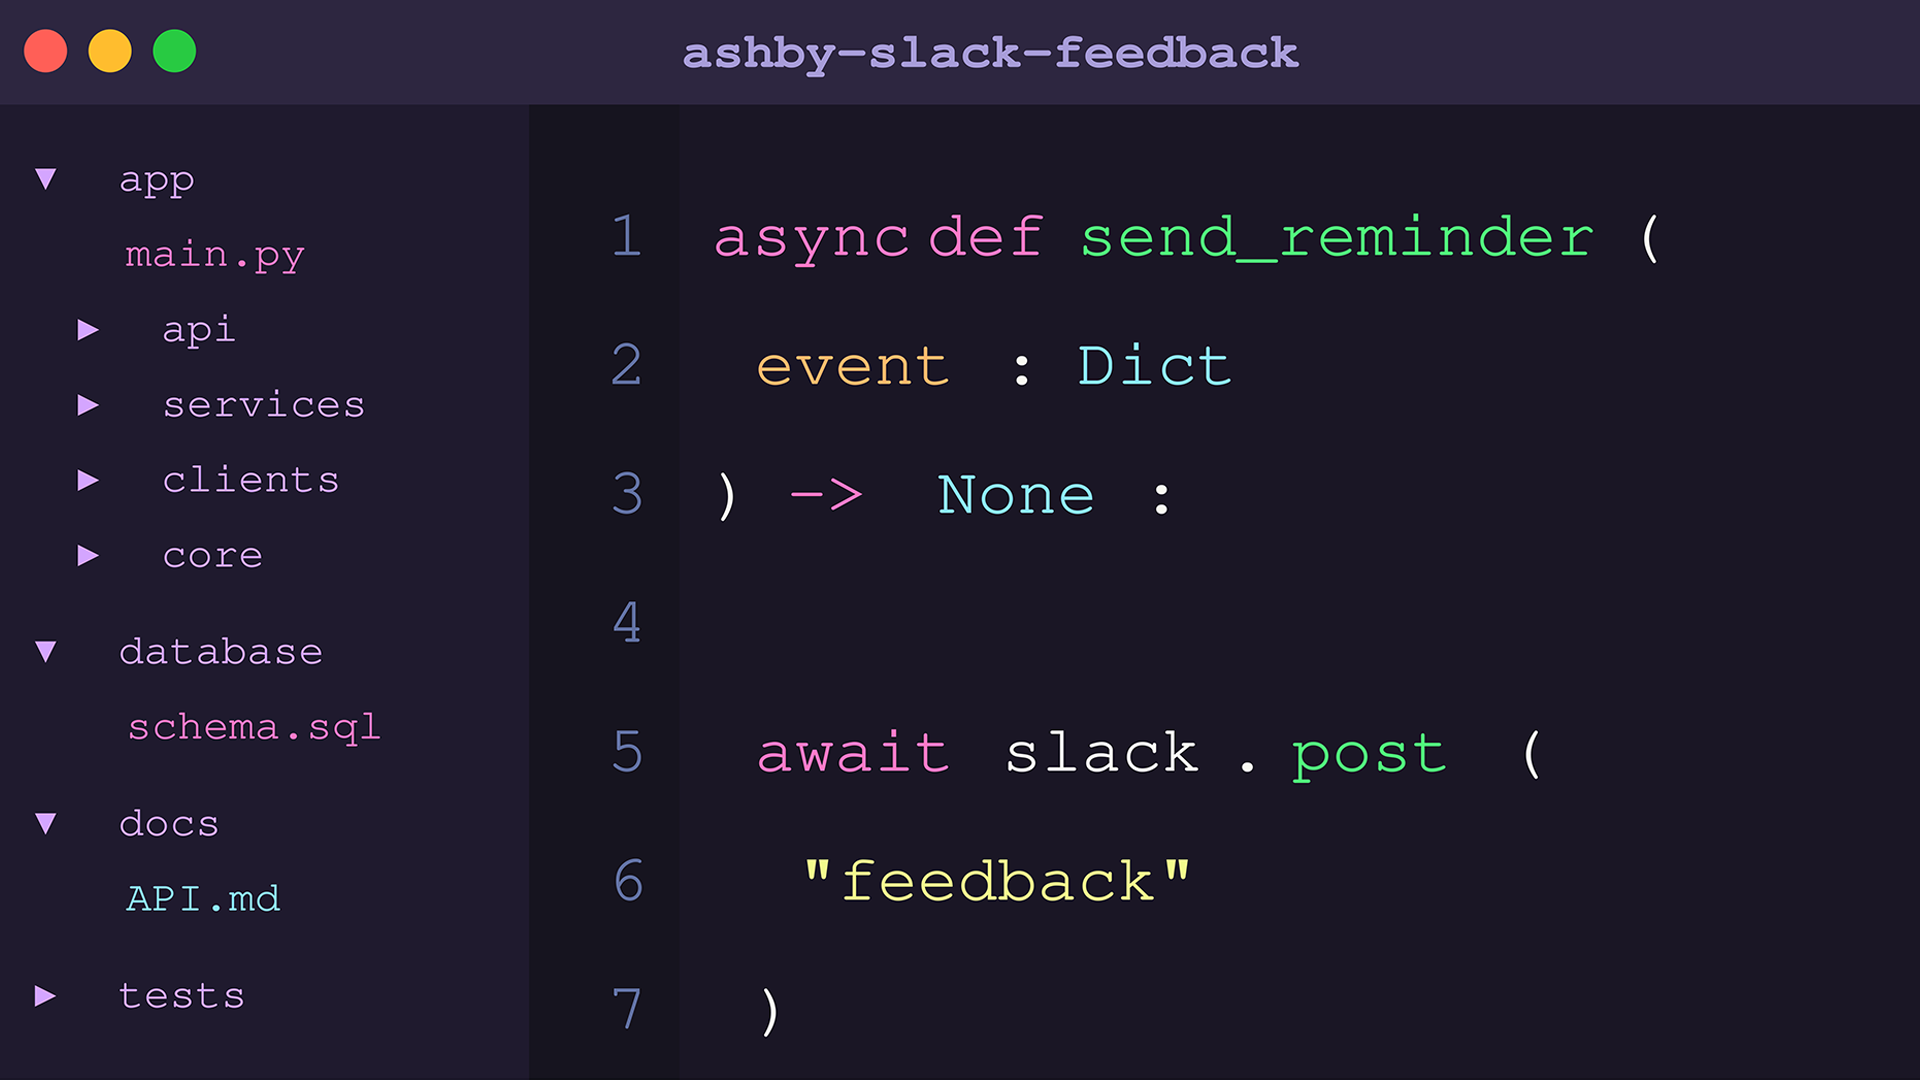 ashby-slack-feedback
▼ app
main.py
▶ api
▶ services
▶ clients
▶ core
▼ database
schema.sql
▼ docs
API.md
▶ tests
1 async def send_reminder (
2 event : Dict
3 ) -> None :
4
5 await slack . post (
6 "feedback"
7 )